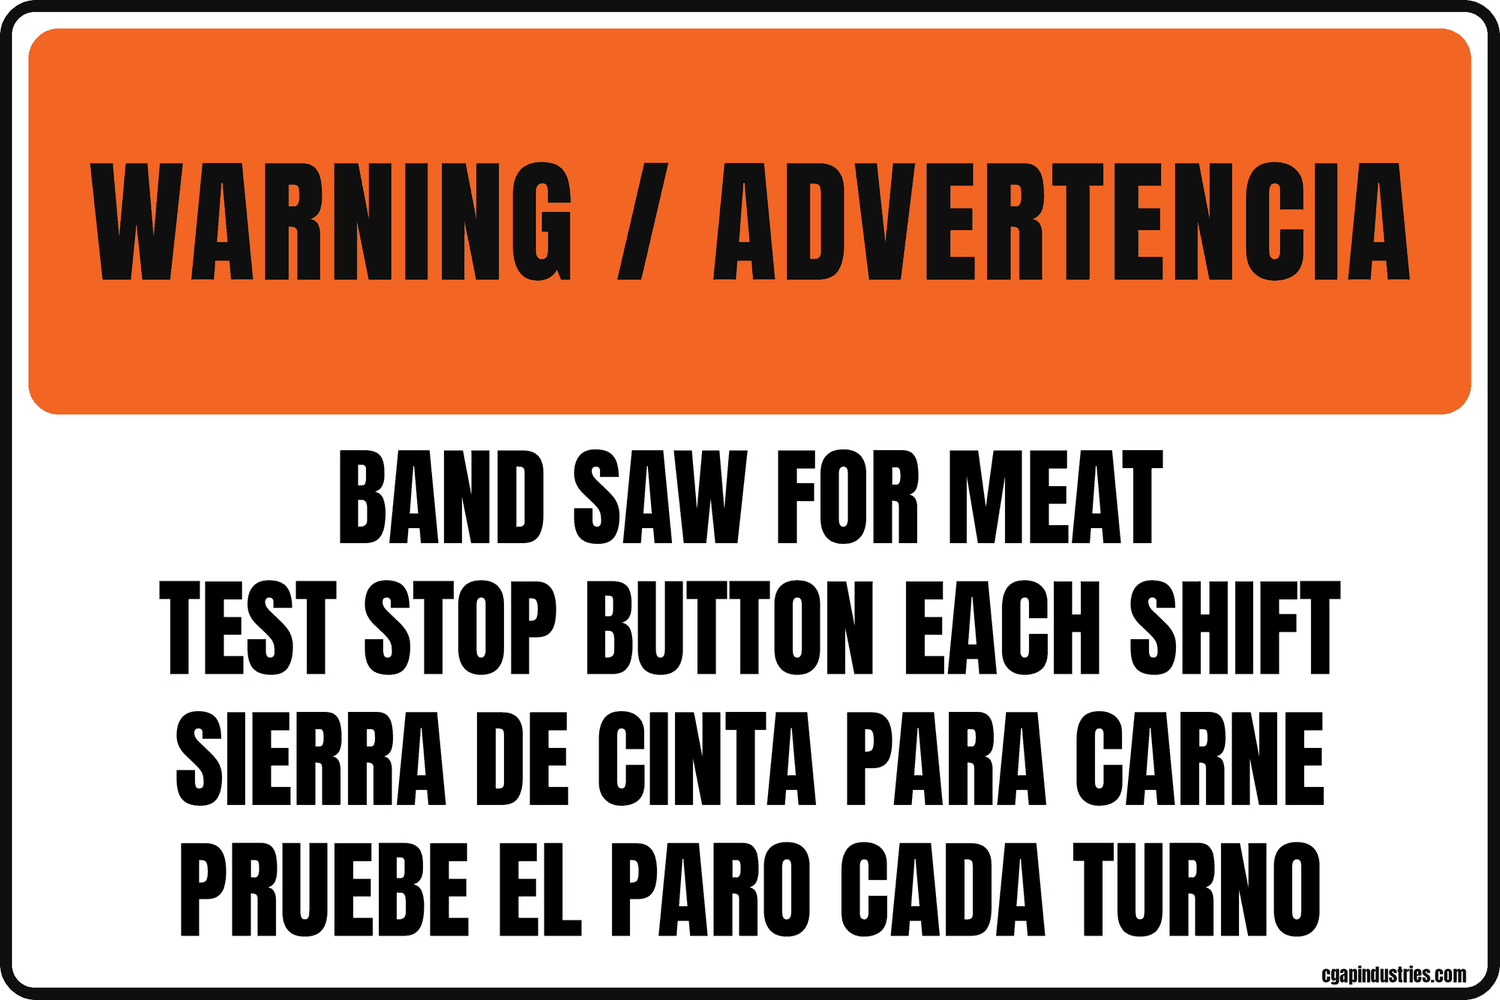 WARNING / ADVERTENCIA
BAND SAW FOR MEAT
TEST STOP BUTTON EACH SHIFT
SIERRA DE CINTA PARA CARNE
PRUEBE EL PARO CADA TURNO
cgapindustries.com